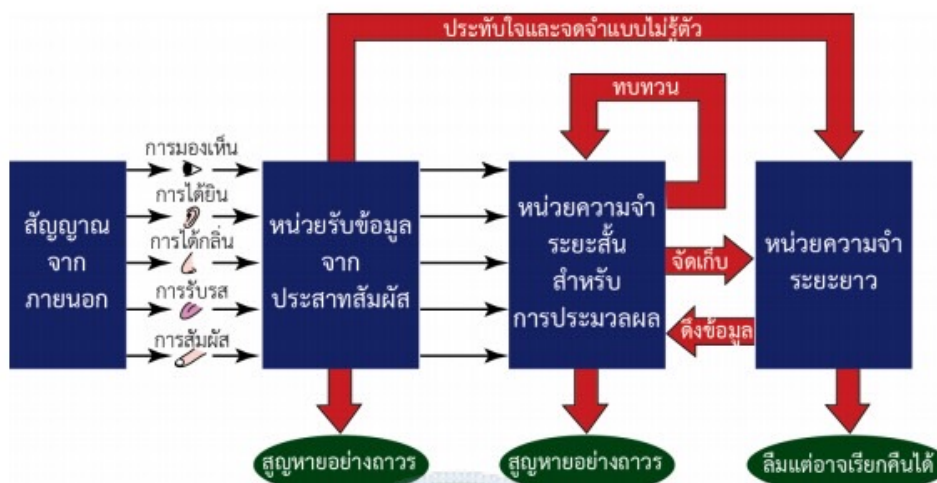 ประทับใจและจดจำแบบไม่รู้ตัว
ทบทวน
การมองเห็น
การได้ยิน
การได้กลิ่น
การรับรส
การสัมผัส
สัญญาณ
จาก
ภายนอก
หน่วยรับข้อมูล
จาก
ประสาทสัมผัส
หน่วยความจำ
ระยะสั้น
สำหรับ
การประมวลผล
จัดเก็บ
ดึงข้อมูล
หน่วยความจำ
ระยะยาว
สูญหายอย่างถาวร
สูญหายอย่างถาวร
ลืมแต่อาจเรียกคืนได้